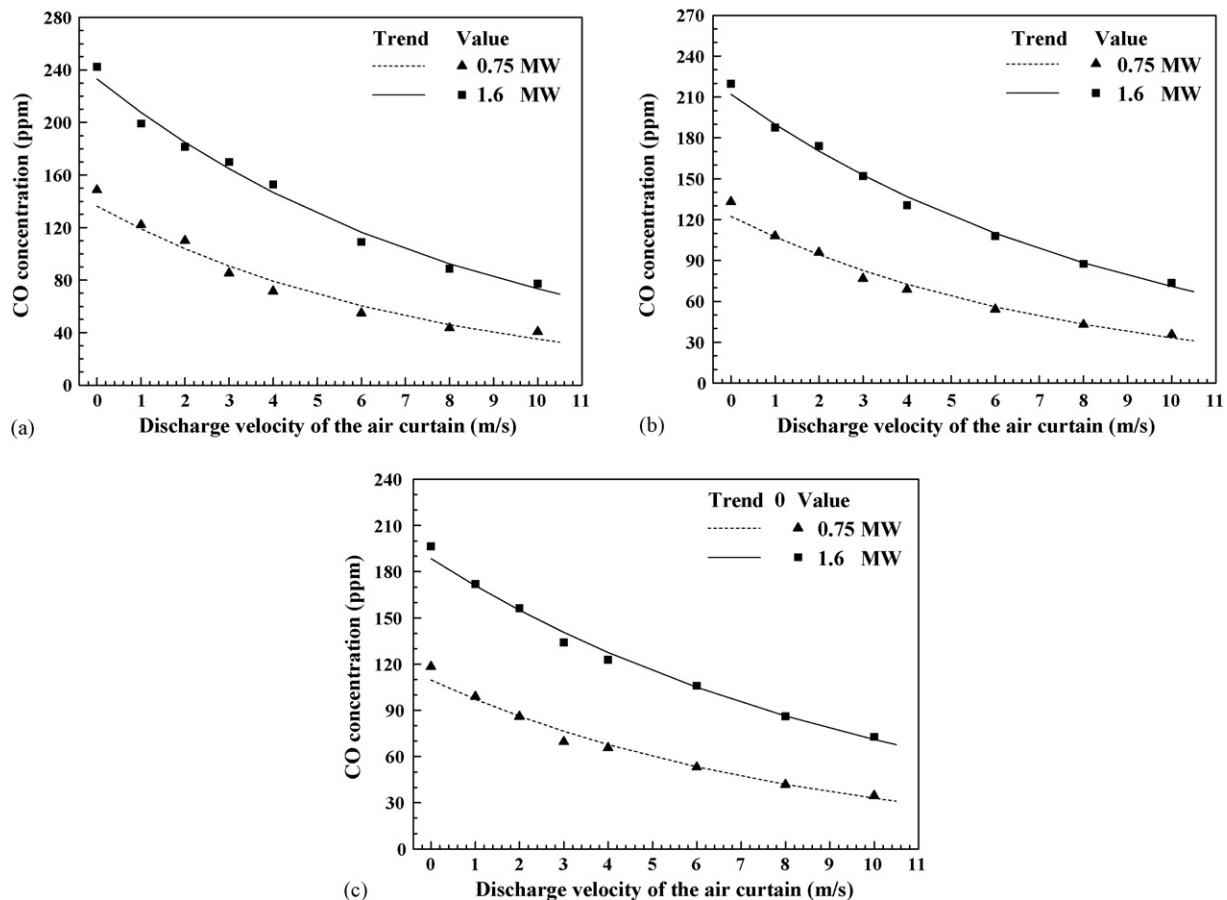 280
240
200
160
120
80
40
0
CO concentration (ppm)
Trend Value
0.75 MW
1.6 MW
0 1 2 3 4 5 6 7 8 9 10 11
Discharge velocity of the air curtain (m/s)
(a)
270
240
210
180
150
120
90
60
30
0
CO concentration (ppm)
Trend Value
0.75 MW
1.6 MW
0 1 2 3 4 5 6 7 8 9 10 11
Discharge velocity of the air curtain (m/s)
(b)
240
210
180
150
120
90
60
30
0
CO concentration (ppm)
Trend 0 Value
0.75 MW
1.6 MW
0 1 2 3 4 5 6 7 8 9 10 11
Discharge velocity of the air curtain (m/s)
(c)